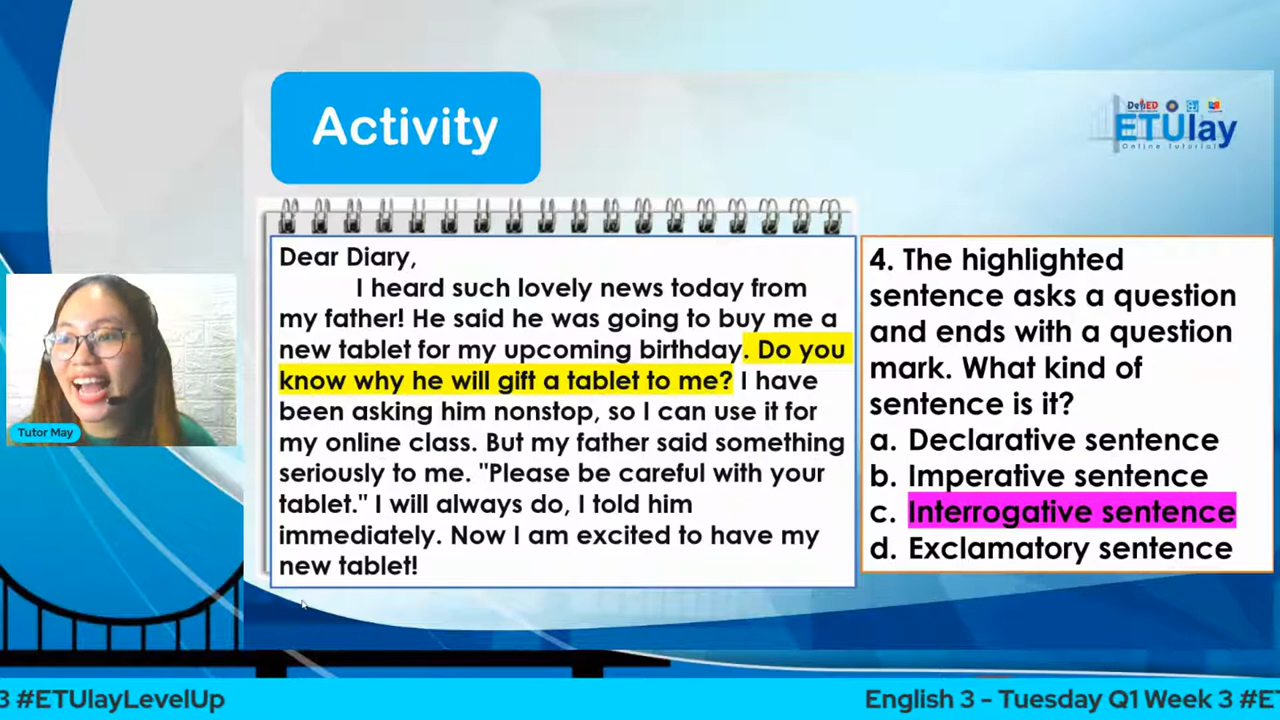 Activity
DepED
ETUlay
Online Tutorial
Dear Diary,
I heard such lovely news today from
my father! He said he was going to buy me a
new tablet for my upcoming birthday. Do you
know why he will gift a tablet to me? I have
been asking him nonstop, so I can use it for
my online class. But my father said something
seriously to me. "Please be careful with your
tablet." I will always do, I told him
immediately. Now I am excited to have my
new tablet!
4. The highlighted
sentence asks a question
and ends with a question
mark. What kind of
sentence is it?
a. Declarative sentence
b. Imperative sentence
c. Interrogative sentence
d. Exclamatory sentence
Tutor May
3 #ETUlayLevelUp
English 3 - Tuesday Q1 Week 3 #ET